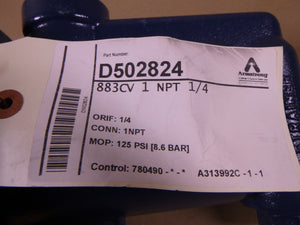 Part Number:
D502824
883CV 1 NPT 1/4
Armstrong
ORIF: 1/4
CONN: 1NPT
MOP: 125 PSI [8.6 BAR]
Control: 780490 -*-* A313992C -1-1
D502824